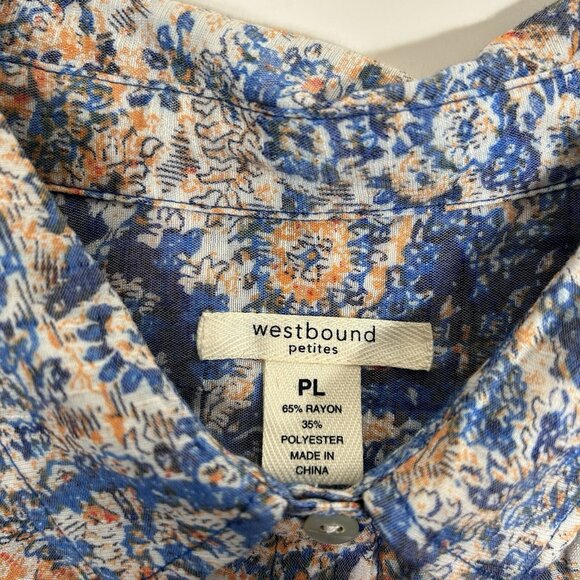 westbound
petites
PL
65% RAYON
35%
POLYESTER
MADE IN
CHINA